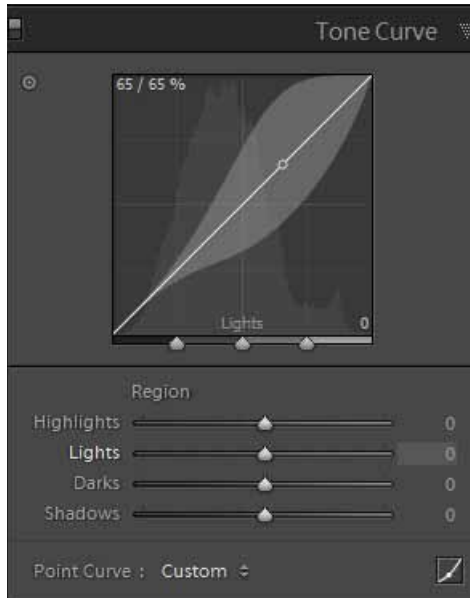 Tone Curve
65 / 65 %
Lights 0
Region
Highlights 0
Lights 0
Darks 0
Shadows 0
Point Curve : Custom